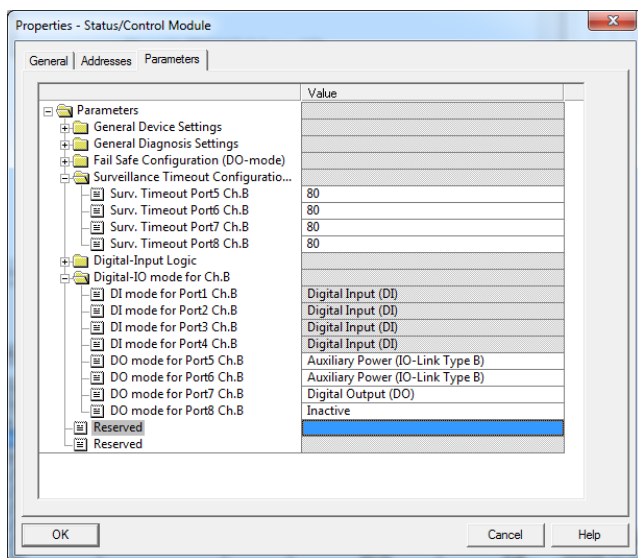 Properties - Status/Control Module
General Addresses Parameters
Value
Parameters
General Device Settings
General Diagnosis Settings
Fail Safe Configuration (DO-mode)
Surveillance Timeout Configuratio...
Surv. Timeout Port5 Ch.B 80
Surv. Timeout Port6 Ch.B 80
Surv. Timeout Port7 Ch.B 80
Surv. Timeout Port8 Ch.B 80
Digital-Input Logic
Digital-IO mode for Ch.B
DI mode for Port1 Ch.B Digital Input (DI)
DI mode for Port2 Ch.B Digital Input (DI)
DI mode for Port3 Ch.B Digital Input (DI)
DI mode for Port4 Ch.B Digital Input (DI)
DO mode for Port5 Ch.B Auxiliary Power (IO-Link Type B)
DO mode for Port6 Ch.B Auxiliary Power (IO-Link Type B)
DO mode for Port7 Ch.B Digital Output (DO)
DO mode for Port8 Ch.B Inactive
Reserved
Reserved
OK Cancel Help